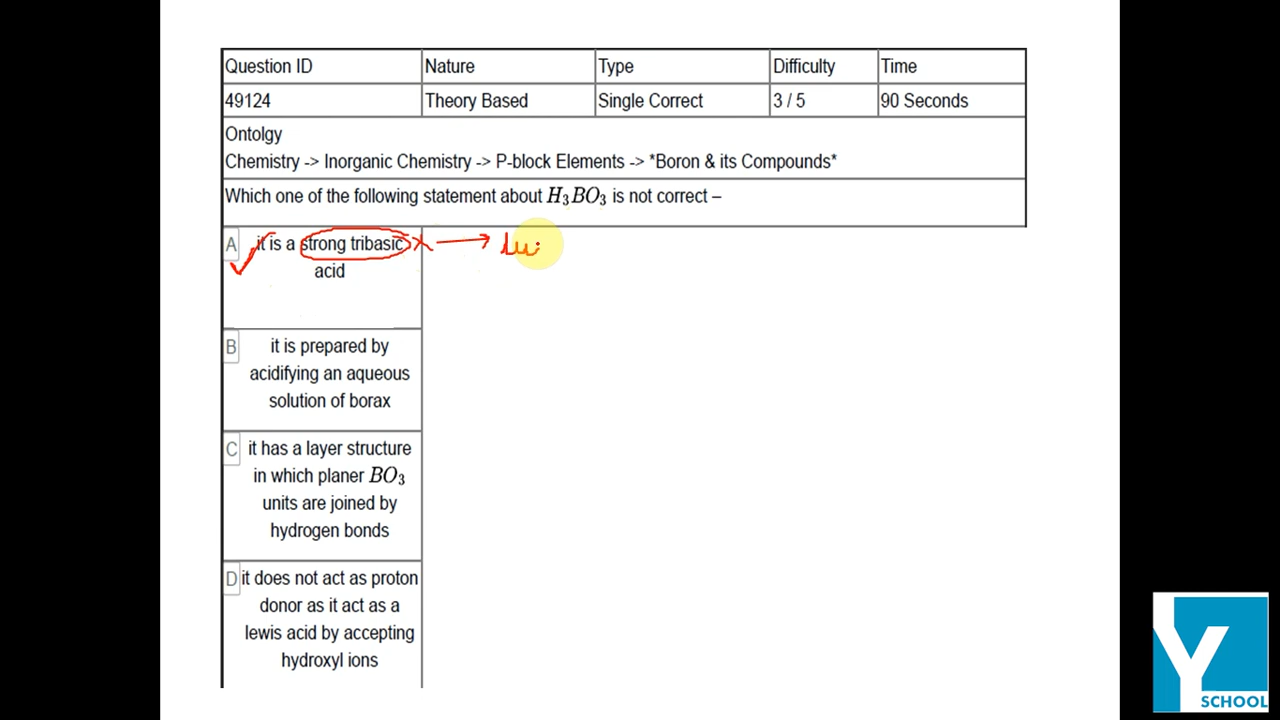 Question ID Nature Type Difficulty Time
49124 Theory Based Single Correct 3 / 5 90 Seconds
Ontolgy
Chemistry -> Inorganic Chemistry -> P-block Elements -> *Boron & its Compounds*
Which one of the following statement about H₃BO₃ is not correct –
A it is a strong tribasic
acid
B it is prepared by
acidifying an aqueous
solution of borax
C it has a layer structure
in which planer BO₃
units are joined by
hydrogen bonds
D it does not act as proton
donor as it act as a
lewis acid by accepting
hydroxyl ions
Y
SCHOOL